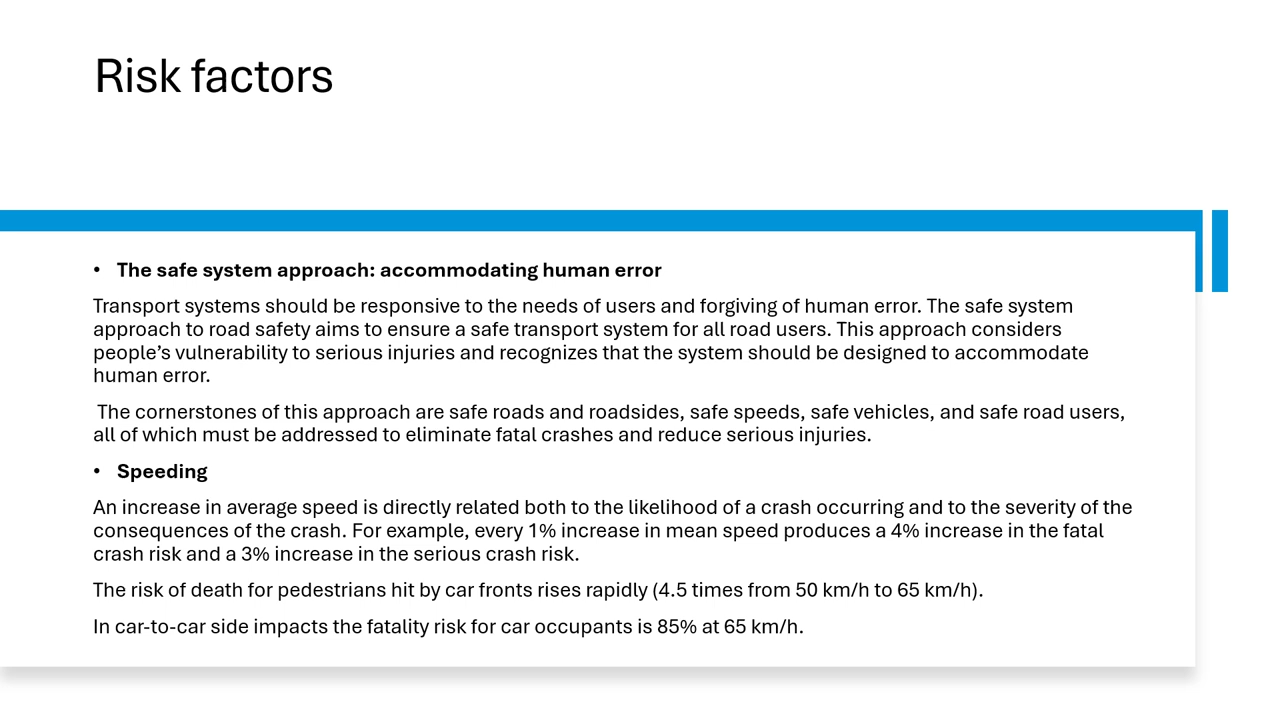 Risk factors
• The safe system approach: accommodating human error
Transport systems should be responsive to the needs of users and forgiving of human error. The safe system
approach to road safety aims to ensure a safe transport system for all road users. This approach considers
people’s vulnerability to serious injuries and recognizes that the system should be designed to accommodate
human error.
The cornerstones of this approach are safe roads and roadsides, safe speeds, safe vehicles, and safe road users,
all of which must be addressed to eliminate fatal crashes and reduce serious injuries.
• Speeding
An increase in average speed is directly related both to the likelihood of a crash occurring and to the severity of the
consequences of the crash. For example, every 1% increase in mean speed produces a 4% increase in the fatal
crash risk and a 3% increase in the serious crash risk.
The risk of death for pedestrians hit by car fronts rises rapidly (4.5 times from 50 km/h to 65 km/h).
In car-to-car side impacts the fatality risk for car occupants is 85% at 65 km/h.